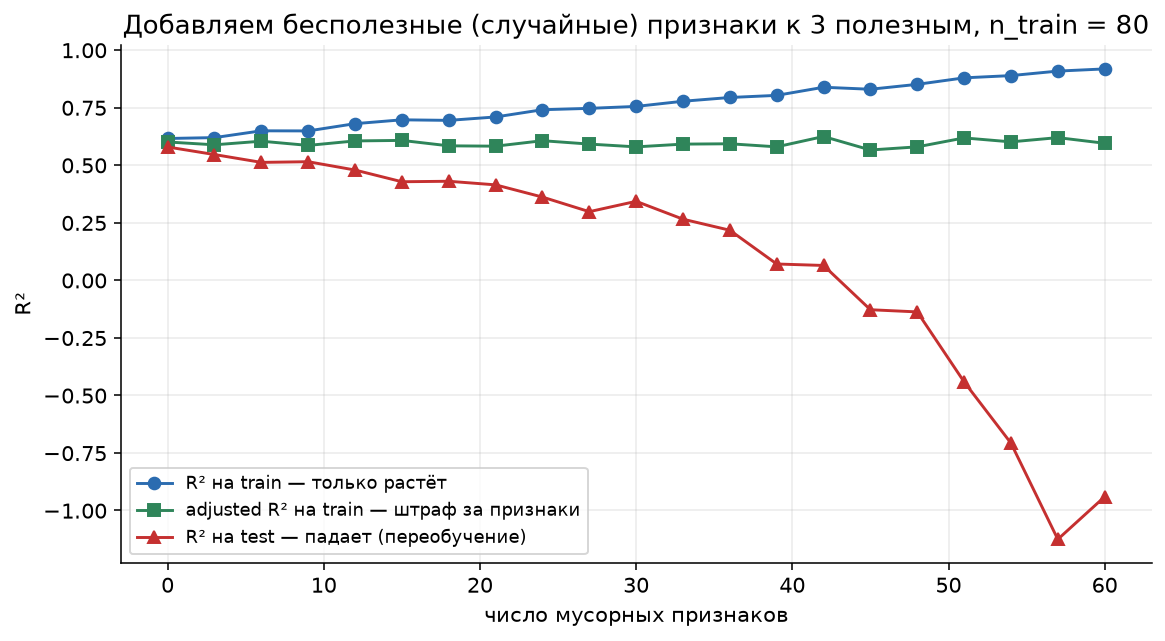 Добавляем бесполезные (случайные) признаки к 3 полезным, n_train = 80
1.00
0.75
0.50
0.25
0.00
−0.25
−0.50
−0.75
−1.00
R²
R² на train — только растёт
adjusted R² на train — штраф за признаки
R² на test — падает (переобучение)
0 10 20 30 40 50 60
число мусорных признаков